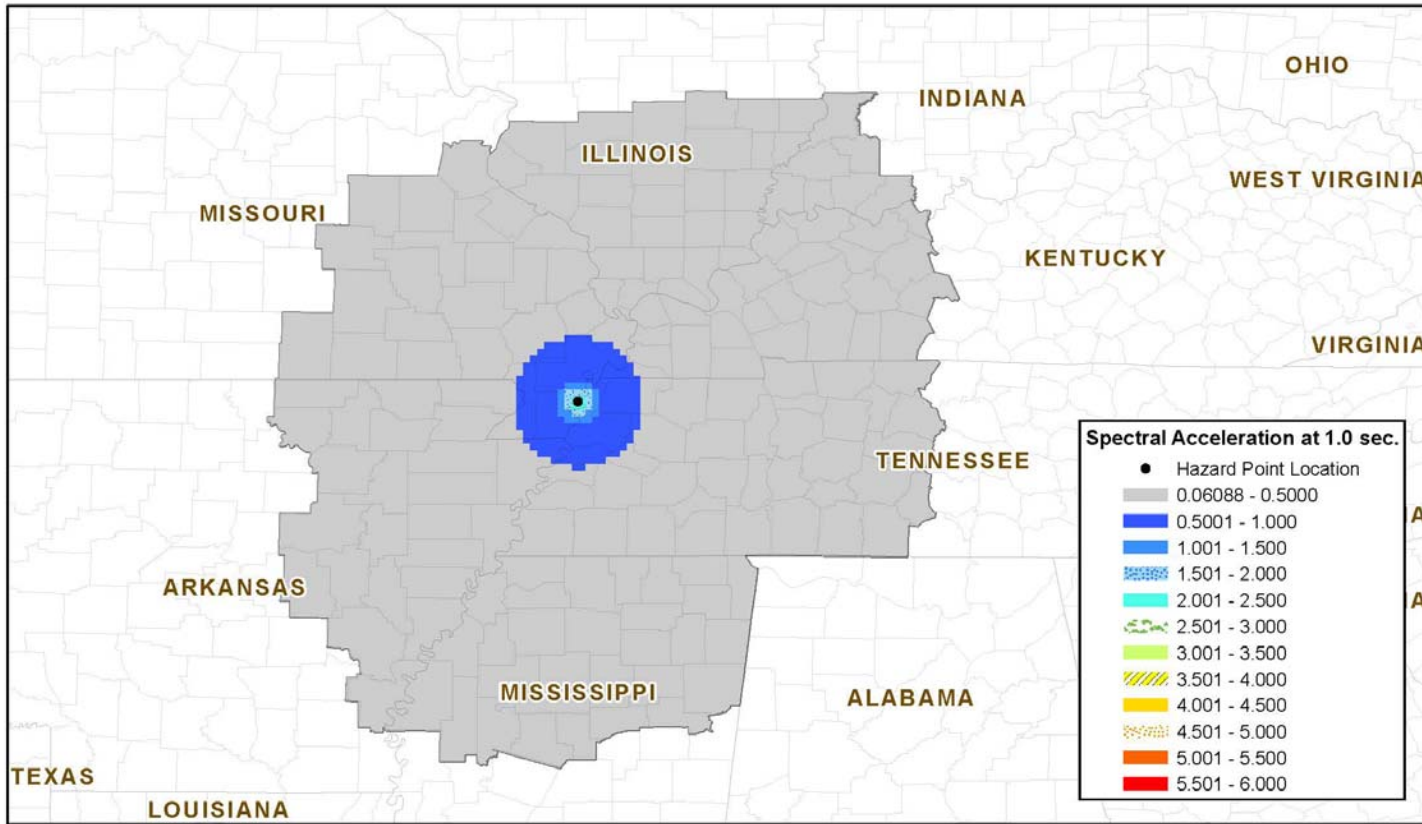 OHIO
INDIANA
ILLINOIS
WEST VIRGINIA
MISSOURI
KENTUCKY
VIRGINIA
TENNESSEE
ARKANSAS
MISSISSIPPI
ALABAMA
TEXAS
LOUISIANA
Spectral Acceleration at 1.0 sec.
Hazard Point Location
0.06088 - 0.5000
0.5001 - 1.000
1.001 - 1.500
1.501 - 2.000
2.001 - 2.500
2.501 - 3.000
3.001 - 3.500
3.501 - 4.000
4.001 - 4.500
4.501 - 5.000
5.001 - 5.500
5.501 - 6.000